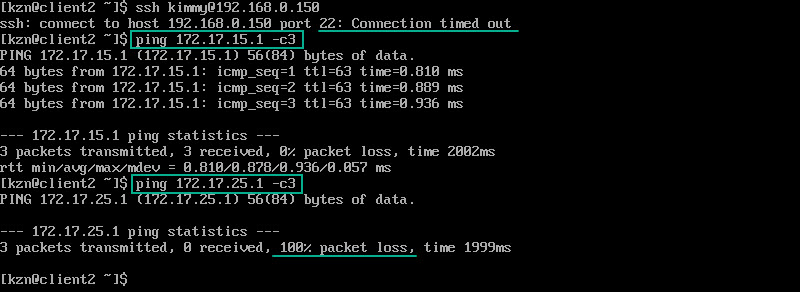 [kzn@client2 ~]$ ssh kimmy@192.168.0.150
ssh: connect to host 192.168.0.150 port 22: Connection timed out
[kzn@client2 ~]$ ping 172.17.15.1 -c3
PING 172.17.15.1 (172.17.15.1) 56(84) bytes of data.
64 bytes from 172.17.15.1: icmp_seq=1 ttl=63 time=0.810 ms
64 bytes from 172.17.15.1: icmp_seq=2 ttl=63 time=0.889 ms
64 bytes from 172.17.15.1: icmp_seq=3 ttl=63 time=0.936 ms
--- 172.17.15.1 ping statistics ---
3 packets transmitted, 3 received, 0% packet loss, time 2002ms
rtt min/avg/max/mdev = 0.810/0.878/0.936/0.057 ms
[kzn@client2 ~]$ ping 172.17.25.1 -c3
PING 172.17.25.1 (172.17.25.1) 56(84) bytes of data.
--- 172.17.25.1 ping statistics ---
3 packets transmitted, 0 received, 100% packet loss, time 1999ms
[kzn@client2 ~]$